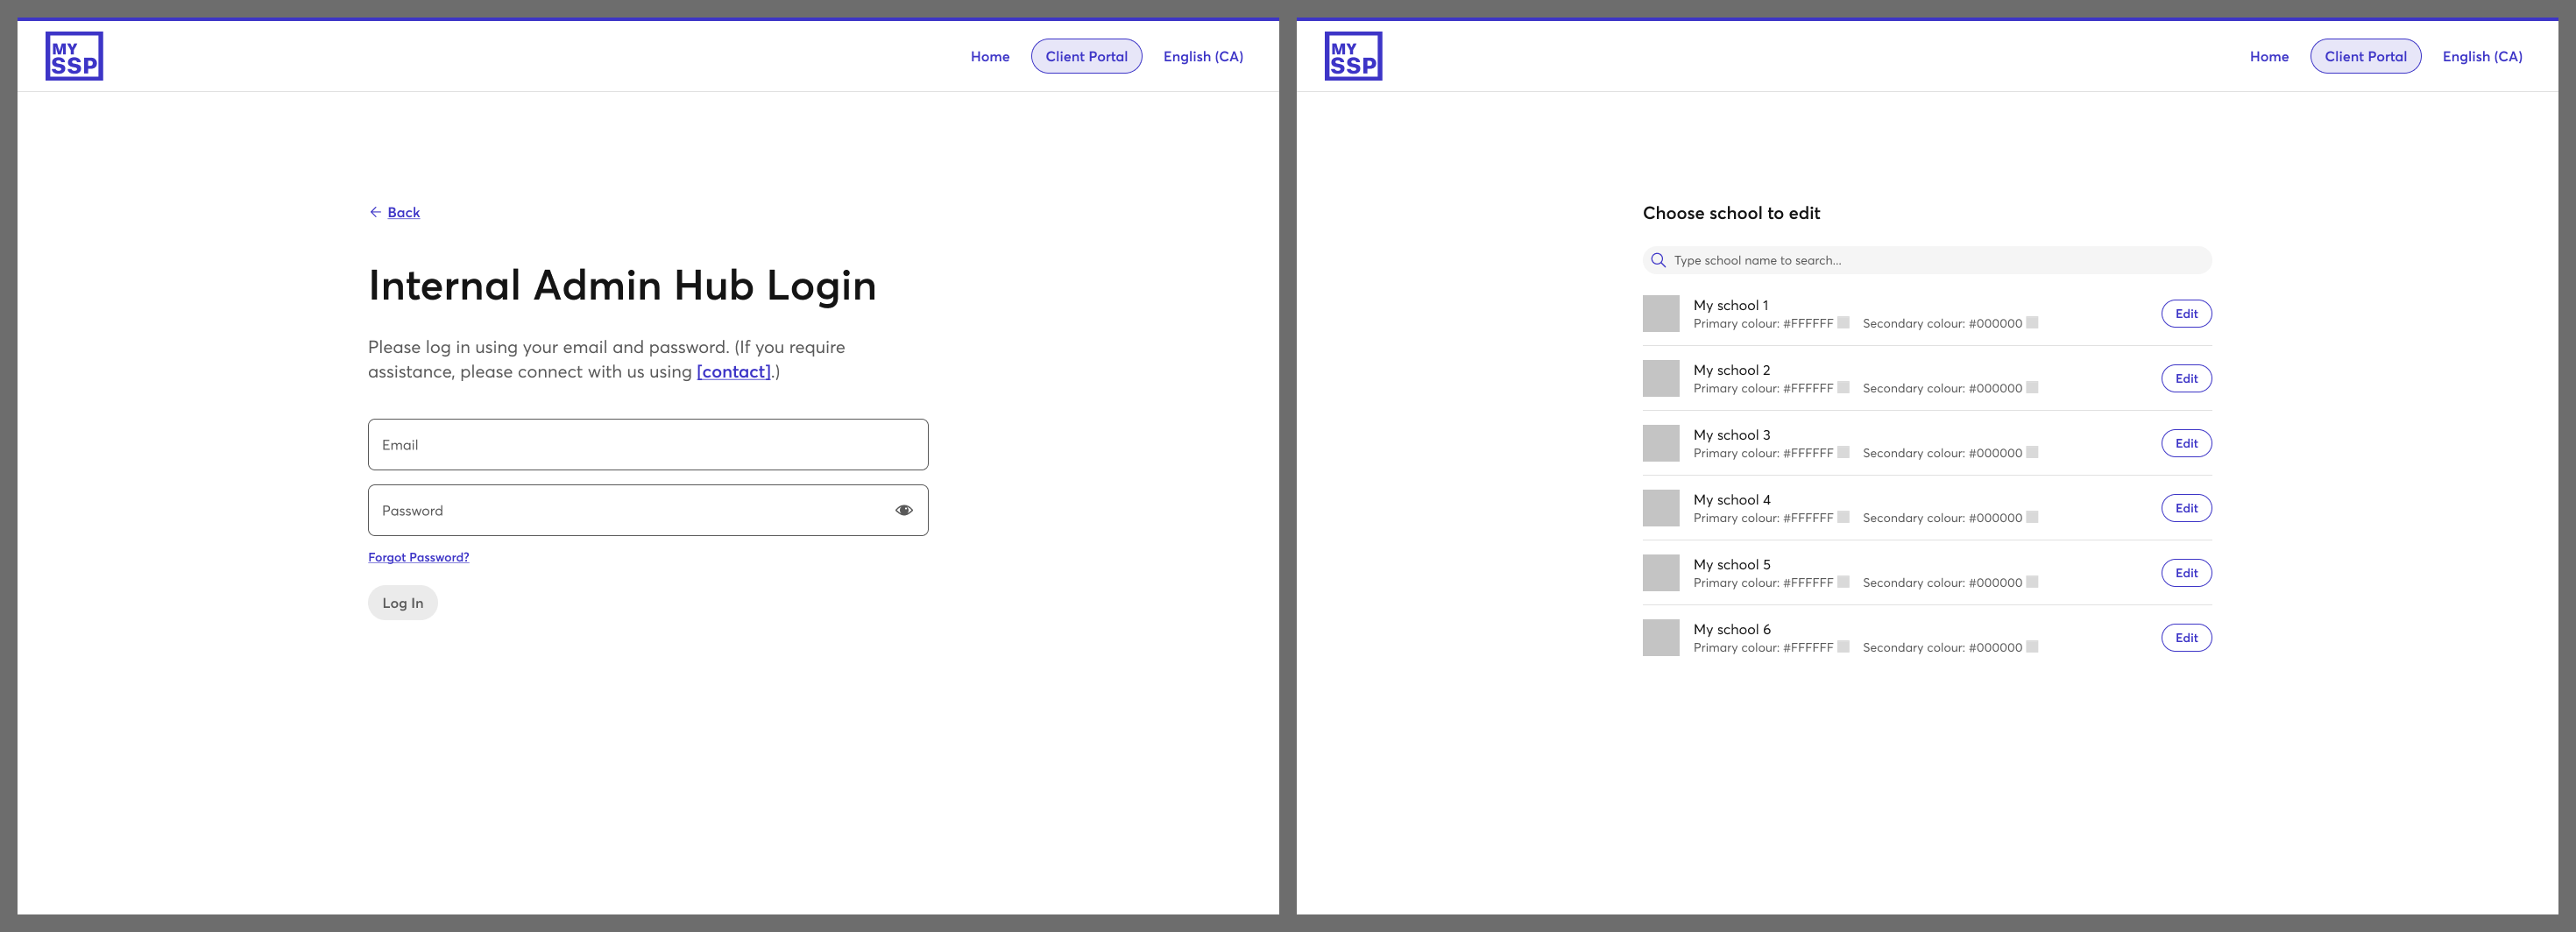 MY
SSP
Home
Client Portal
English (CA)
Back
Internal Admin Hub Login
Please log in using your email and password. (If you require
assistance, please connect with us using [contact].)
Email
Password
Forgot Password?
Log In
MY
SSP
Home
Client Portal
English (CA)
Choose school to edit
Type school name to search...
My school 1
Primary colour: #FFFFFF Secondary colour: #000000
Edit
My school 2
Primary colour: #FFFFFF Secondary colour: #000000
Edit
My school 3
Primary colour: #FFFFFF Secondary colour: #000000
Edit
My school 4
Primary colour: #FFFFFF Secondary colour: #000000
Edit
My school 5
Primary colour: #FFFFFF Secondary colour: #000000
Edit
My school 6
Primary colour: #FFFFFF Secondary colour: #000000
Edit